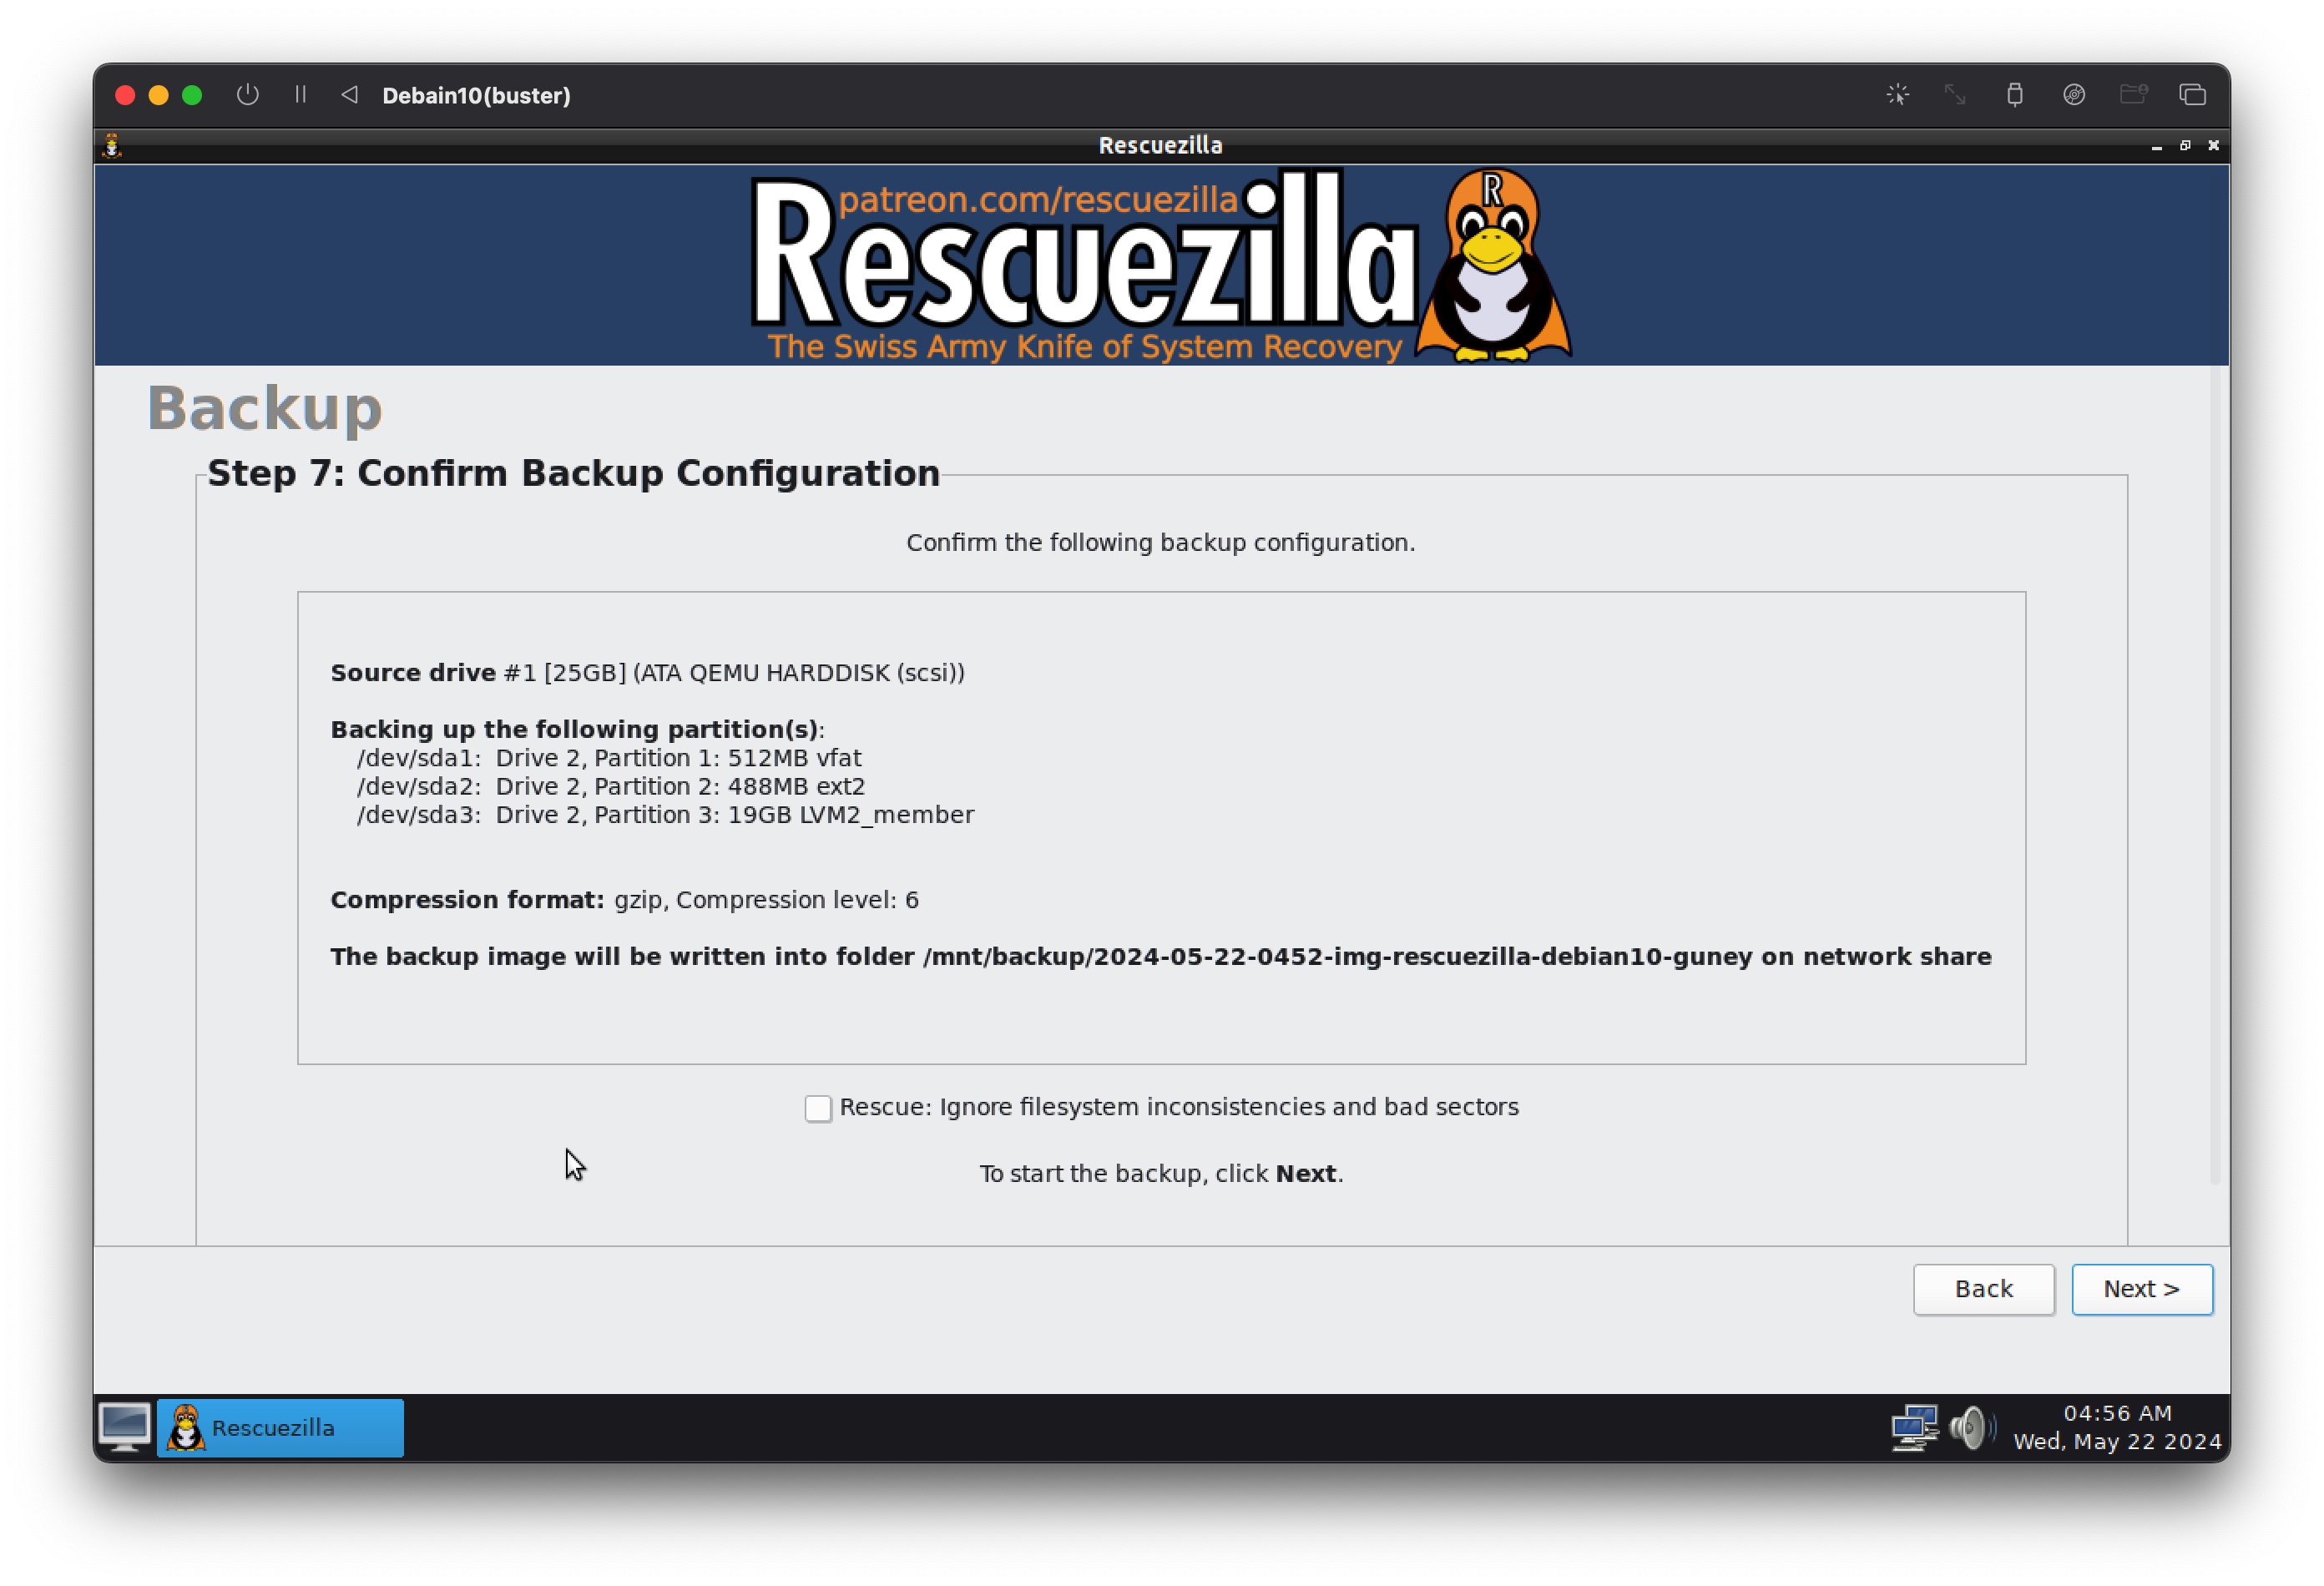 Debain10(buster)
Rescuezilla
patreon.com/rescuezilla
Rescuezilla
R
The Swiss Army Knife of System Recovery
Backup
Step 7: Confirm Backup Configuration
Confirm the following backup configuration.
Source drive #1 [25GB] (ATA QEMU HARDDISK (scsi))
Backing up the following partition(s):
/dev/sda1: Drive 2, Partition 1: 512MB vfat
/dev/sda2: Drive 2, Partition 2: 488MB ext2
/dev/sda3: Drive 2, Partition 3: 19GB LVM2_member
Compression format: gzip, Compression level: 6
The backup image will be written into folder /mnt/backup/2024-05-22-0452-img-rescuezilla-debian10-guney on network share
Rescue: Ignore filesystem inconsistencies and bad sectors
To start the backup, click Next.
Back
Next >
Rescuezilla
04:56 AM
Wed, May 22 2024